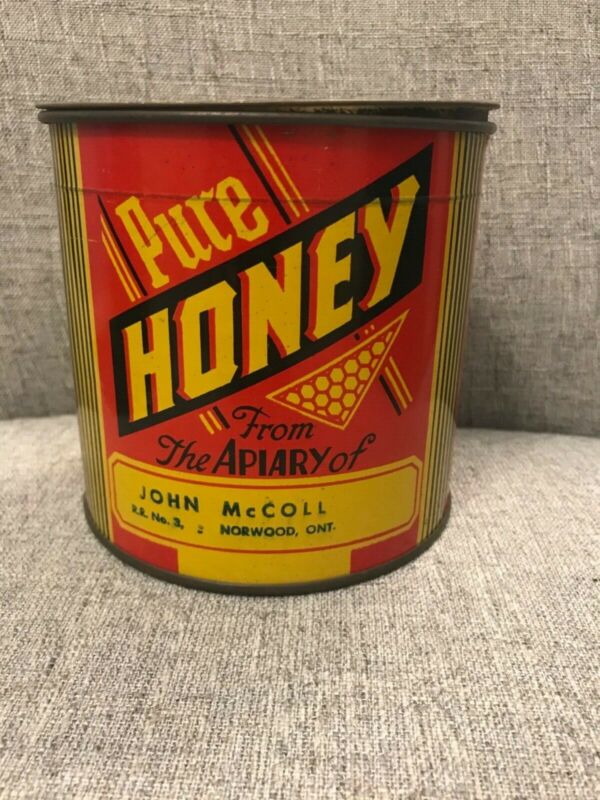 Pure
HONEY
From
The APIARY of
JOHN McCOLL
R.R. No. 3, NORWOOD, ONT.